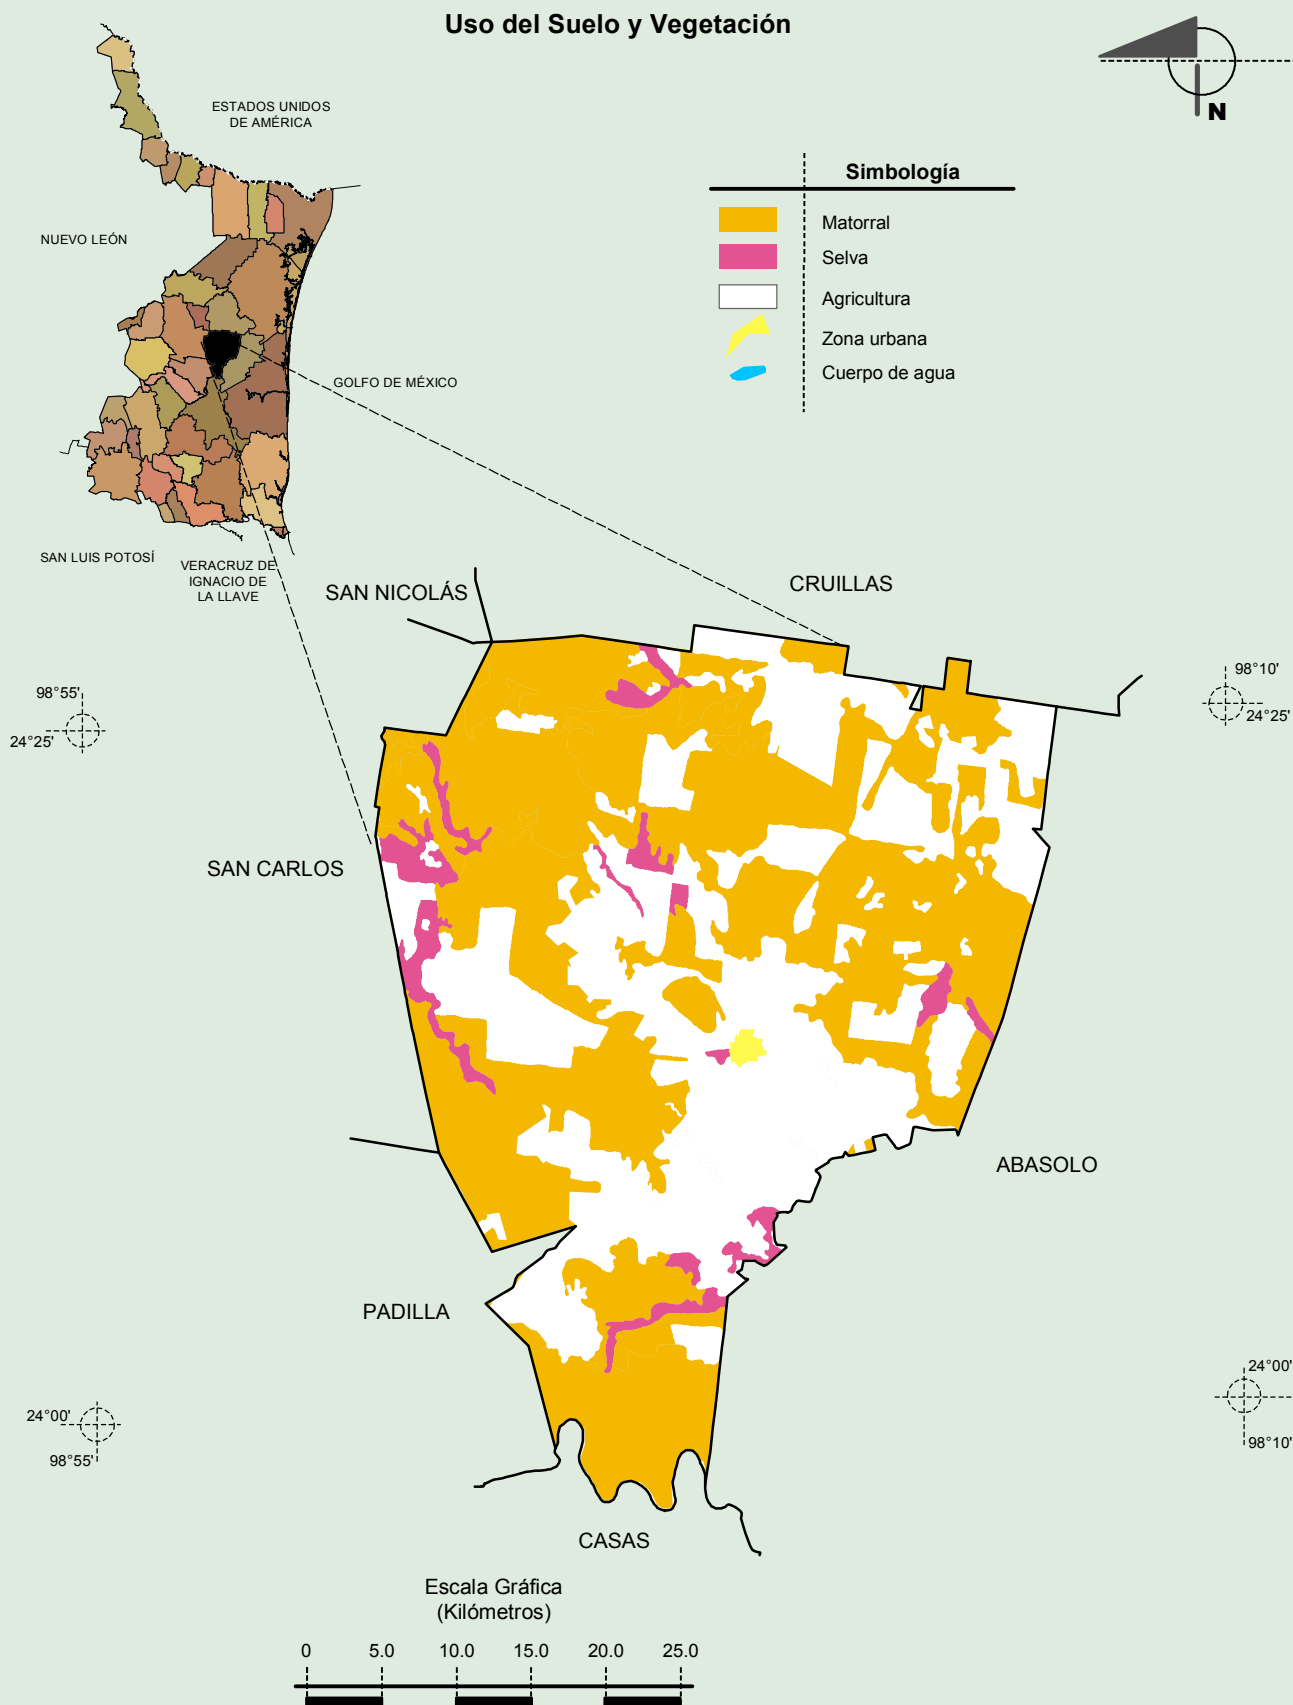 Uso del Suelo y Vegetación
N
ESTADOS UNIDOS
DE AMÉRICA
NUEVO LEÓN
GOLFO DE MÉXICO
SAN LUIS POTOSÍ
VERACRUZ DE
IGNACIO DE
LA LLAVE
Simbología
Matorral
Selva
Agricultura
Zona urbana
Cuerpo de agua
SAN NICOLÁS
CRUILLAS
98°55'
24°25'
98°10'
24°25'
SAN CARLOS
ABASOLO
PADILLA
24°00'
98°55'
24°00'
98°10'
CASAS
Escala Gráfica
(Kilómetros)
0 5.0 10.0 15.0 20.0 25.0